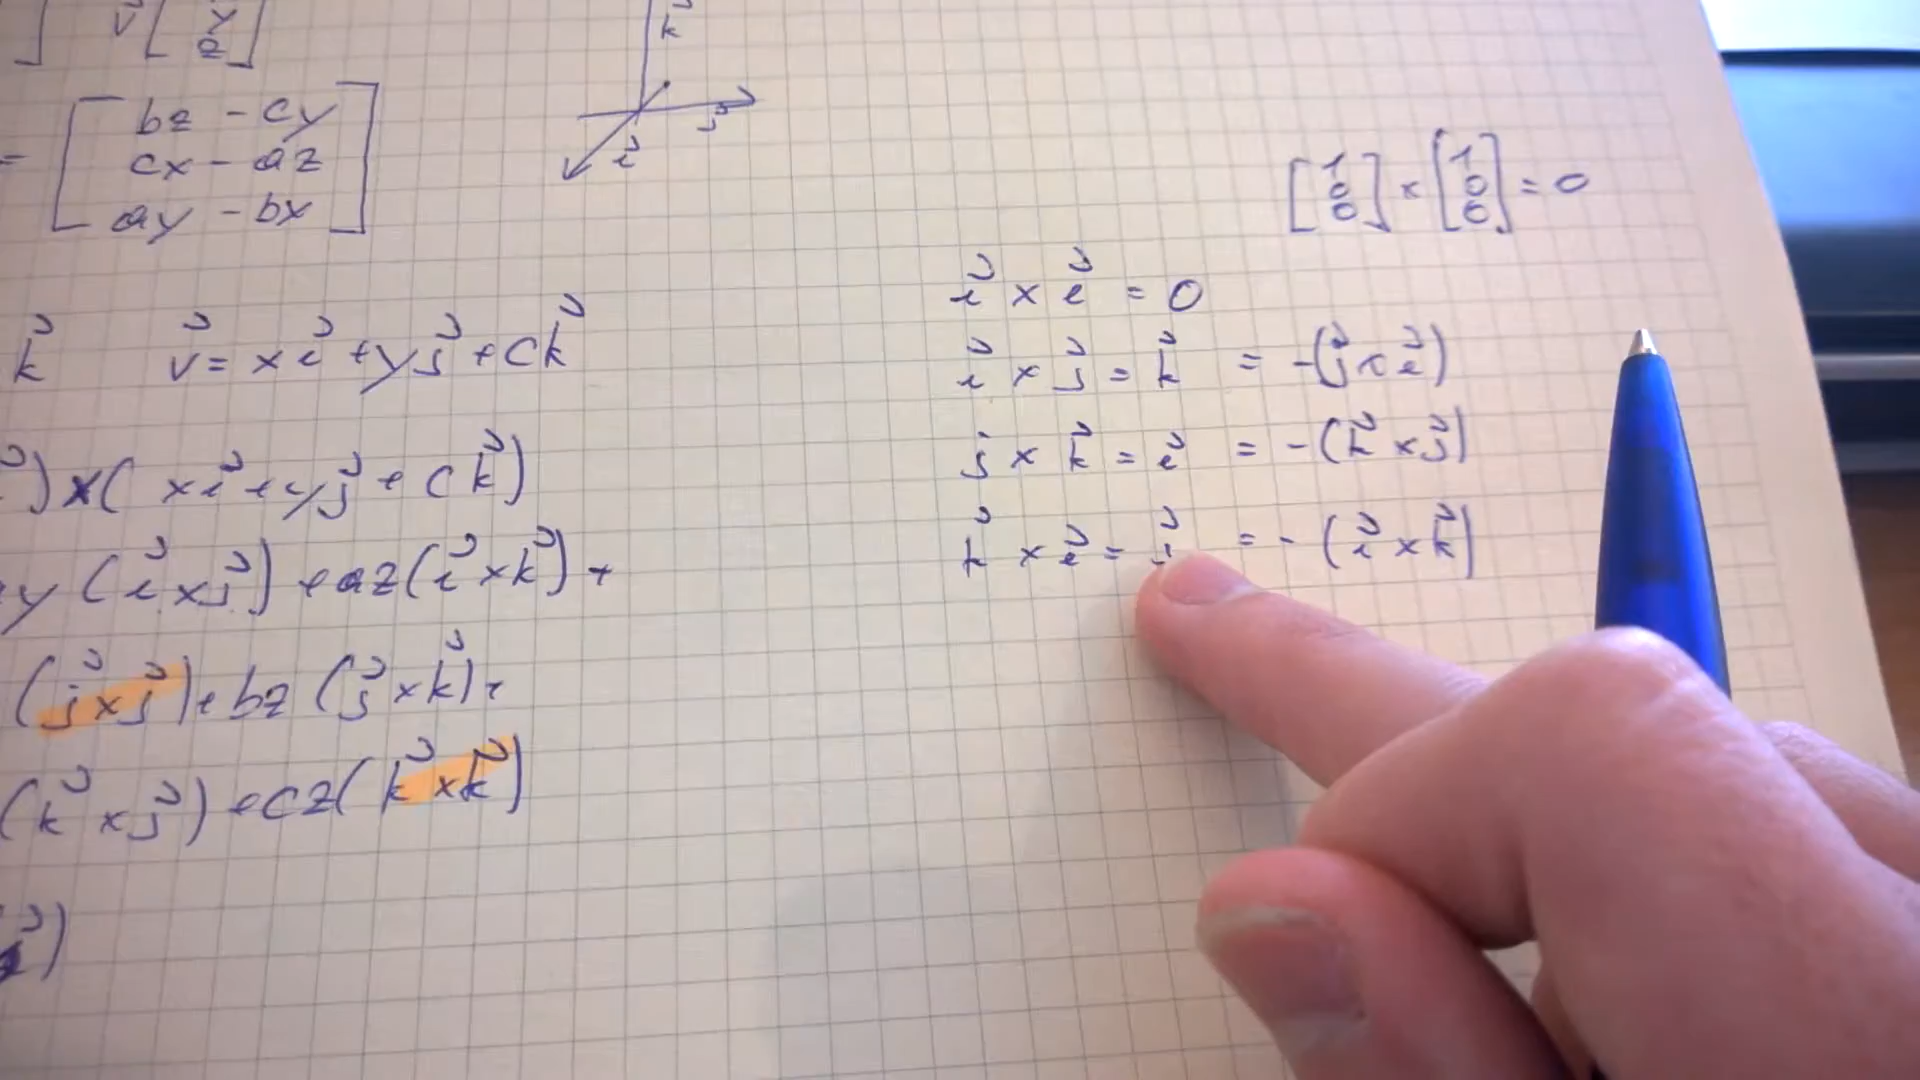 v⃗ [ y z ]
k⃗
= [ bz - cy
cx - az
ay - bx ]
j⃗
i⃗
[ 1 0 0 ] × [ 1 0 0 ] = 0
k⃗ v⃗ = xi⃗ + yj⃗ + ck⃗
) × ( xi⃗ + yj⃗ + ck⃗ )
y ( i⃗ × j⃗ ) + az ( i⃗ × k⃗ ) +
( j⃗ × j⃗ ) + bz ( j⃗ × k⃗ ) +
( k⃗ × j⃗ ) + cz ( k⃗ × k⃗ )
)
i⃗ × i⃗ = 0
i⃗ × j⃗ = k⃗ = -( j⃗ × i⃗ )
j × k⃗ = i⃗ = -( k⃗ × j⃗ )
k⃗ × i⃗ = j⃗ = -( i⃗ × k⃗ )